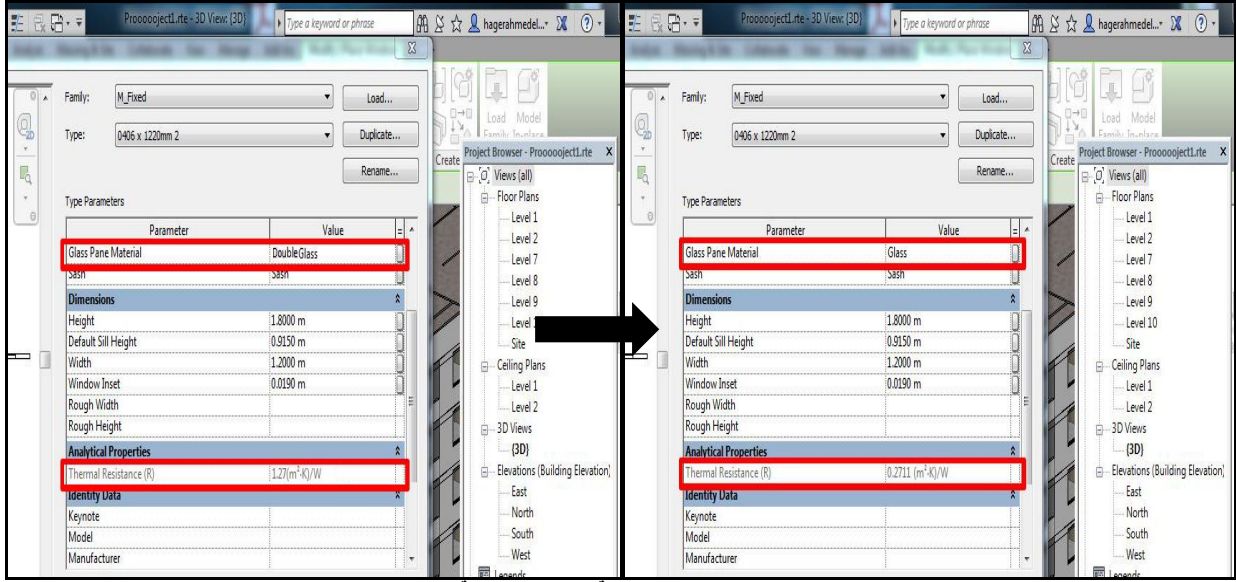 Proooooject1.rte - 3D View: {3D}
Type a keyword or phrase
hagerahmedel...
Family: M_Fixed Load...
Load Model
Type: 0406 x 1220mm 2 Duplicate...
Create
Project Browser - Proooooject1.rte X
Rename...
Views (all)
Type Parameters
Floor Plans
Level 1
Parameter Value =
Level 2
Glass Pane Material DoubleGlass
Level 7
Sash Sash
Level 8
Dimensions
Level 9
Height 1.8000 m
Level 1
Default Sill Height 0.9150 m
Site
Width 1.2000 m
Ceiling Plans
Window Inset 0.0190 m
Level 1
Rough Width
Level 2
Rough Height
3D Views
Analytical Properties
{3D}
Thermal Resistance (R) 1.27(m²·K)/W
Elevations (Building Elevation)
Identity Data
East
Keynote
North
Model
South
Manufacturer
West
Legends
Proooooject1.rte - 3D View: {3D}
Type a keyword or phrase
hagerahmedel...
Family: M_Fixed Load...
Load Model
Type: 0406 x 1220mm 2 Duplicate...
Create
Project Browser - Proooooject1.rte X
Rename...
Views (all)
Type Parameters
Floor Plans
Level 1
Parameter Value =
Level 2
Glass Pane Material Glass
Level 7
Sash Sash
Level 8
Dimensions
Level 9
Height 1.8000 m
Level 10
Default Sill Height 0.9150 m
Site
Width 1.2000 m
Ceiling Plans
Window Inset 0.0190 m
Level 1
Rough Width
Level 2
Rough Height
3D Views
Analytical Properties
{3D}
Thermal Resistance (R) 0.2711 (m²·K)/W
Elevations (Building Elevation)
Identity Data
East
Keynote
North
Model
South
Manufacturer
West
Legends